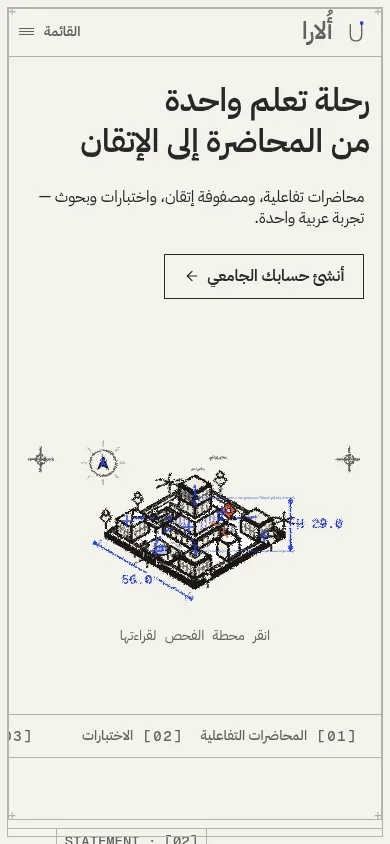 أُلارا
القائمة
رحلة تعلم واحدة
من المحاضرة إلى الإتقان
محاضرات تفاعلية، ومصفوفة إتقان، واختبارات وبحوث —
تجربة عربية واحدة.
أنشئ حسابك الجامعي ←
H 29.0
56.0
انقر محطة الفحص لقراءتها
[01] المحاضرات التفاعلية [02] الاختبارات 03]
STATEMENT · [02]